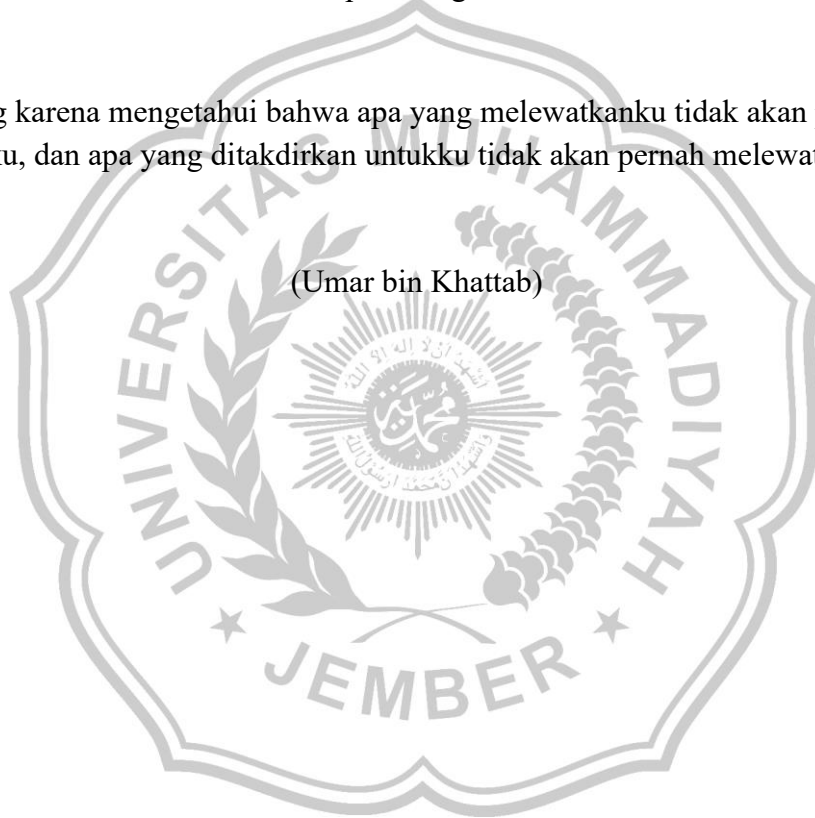 karena mengetahui bahwa apa yang melewatkanku tidak akan
dan apa yang ditakdirkan untukku tidak akan pernah
(Umar bin Khattab)
UNIVERSITAS MUHAMMADIYAH
JEMBER